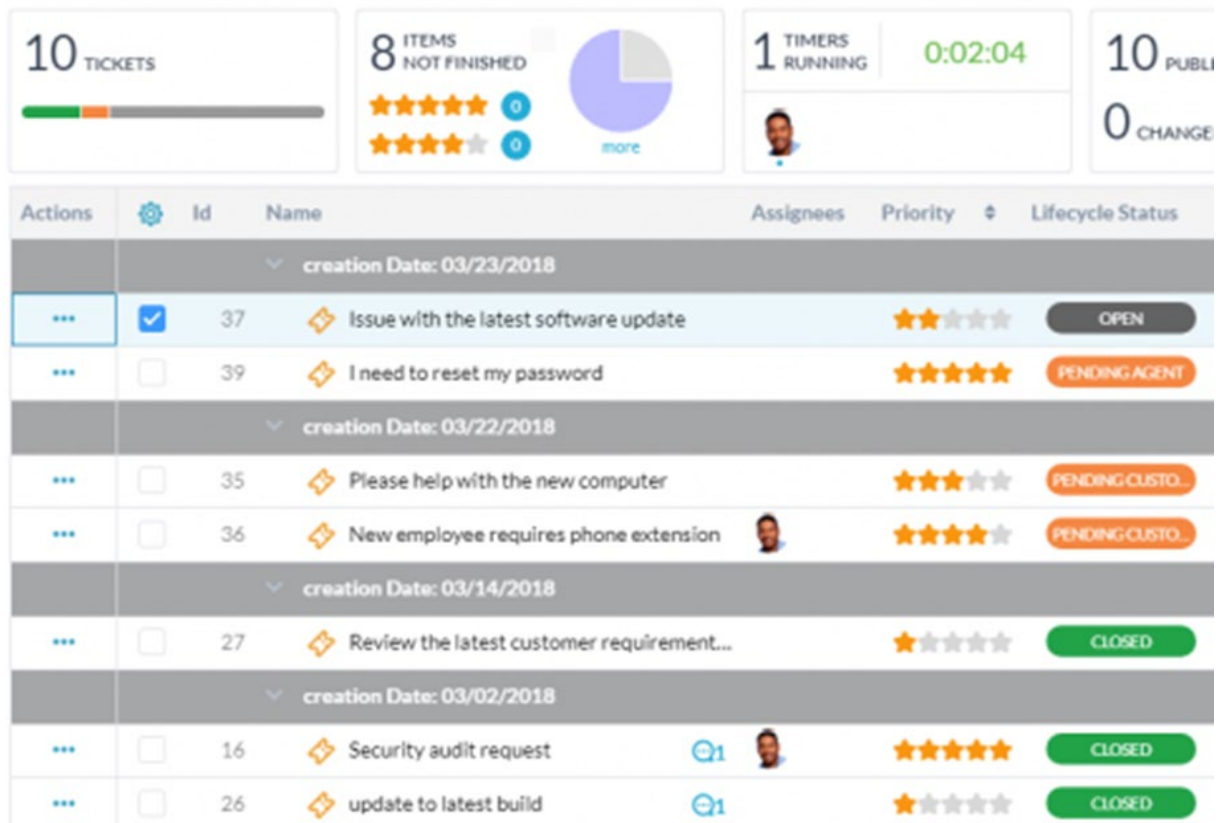 10 TICKETS
8 ITEMS NOT FINISHED
0
0
more
1 TIMERS RUNNING
0:02:04
10 PUBLI
0 CHANGE
Actions Id Name Assignees Priority Lifecycle Status
creation Date: 03/23/2018
37 Issue with the latest software update OPEN
39 I need to reset my password PENDING AGENT
creation Date: 03/22/2018
35 Please help with the new computer PENDING CUSTO...
36 New employee requires phone extension PENDING CUSTO...
creation Date: 03/14/2018
27 Review the latest customer requirement... CLOSED
creation Date: 03/02/2018
16 Security audit request 1 CLOSED
26 update to latest build 1 CLOSED